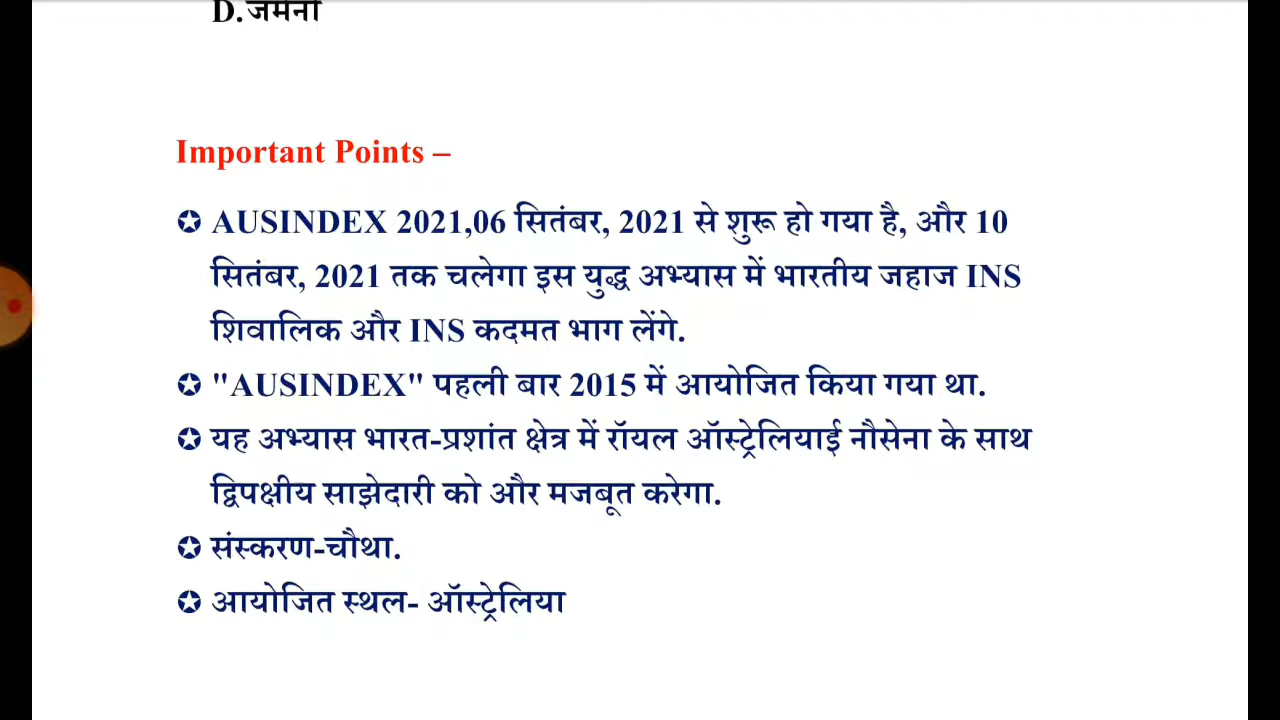 D.जर्मनी
Important Points –
✪ AUSINDEX 2021,06 सितंबर, 2021 से शुरू हो गया है, और 10
सितंबर, 2021 तक चलेगा इस युद्ध अभ्यास में भारतीय जहाज INS
शिवालिक और INS कदमत भाग लेंगे.
✪ "AUSINDEX" पहली बार 2015 में आयोजित किया गया था.
✪ यह अभ्यास भारत-प्रशांत क्षेत्र में रॉयल ऑस्ट्रेलियाई नौसेना के साथ
द्विपक्षीय साझेदारी को और मजबूत करेगा.
✪ संस्करण-चौथा.
✪ आयोजित स्थल- ऑस्ट्रेलिया